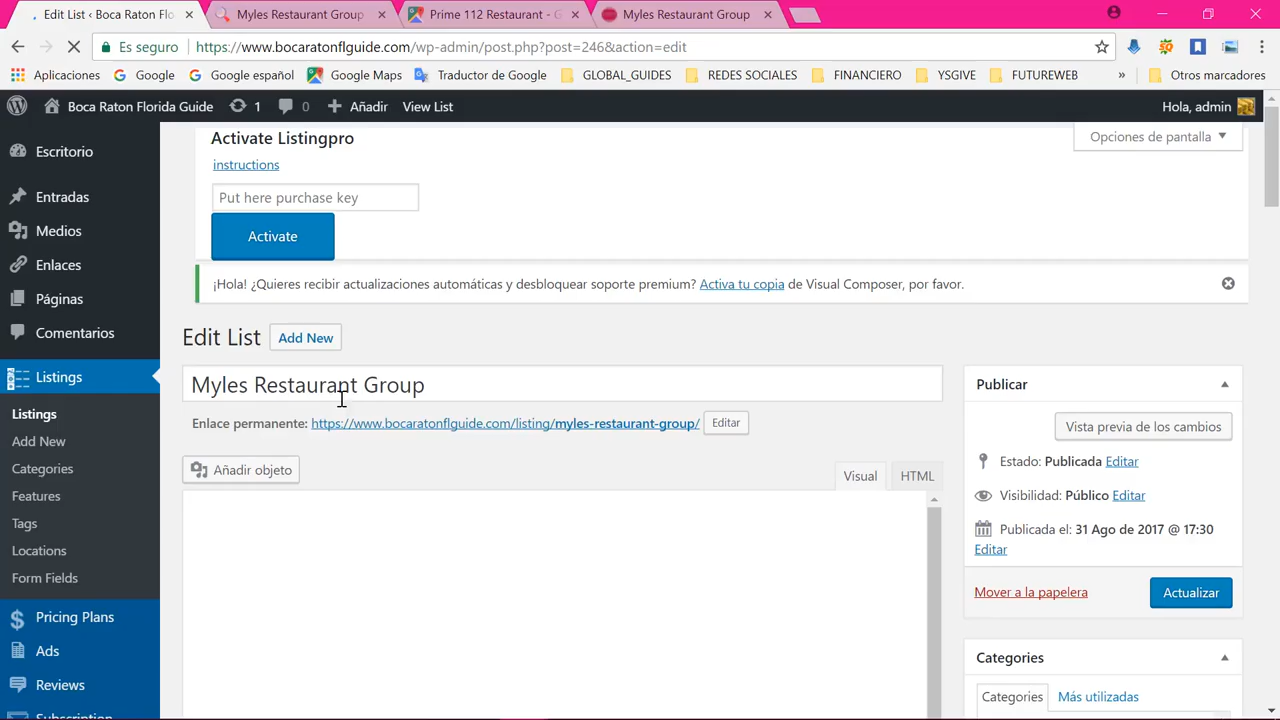 Edit List ‹ Boca Raton Flo
Myles Restaurant Group
Prime 112 Restaurant - G
Myles Restaurant Group
Es seguro
https://www.bocaratonflguide.com/wp-admin/post.php?post=246&action=edit
Aplicaciones
Google
Google español
Google Maps
Traductor de Google
GLOBAL_GUIDES
REDES SOCIALES
FINANCIERO
YSGIVE
FUTUREWEB
»
Otros marcadores
Boca Raton Florida Guide
1
0
Añadir
View List
Hola, admin
Escritorio
Entradas
Medios
Enlaces
Páginas
Comentarios
Listings
Listings
Add New
Categories
Features
Tags
Locations
Form Fields
Pricing Plans
Ads
Reviews
Subscription
Opciones de pantalla
Activate Listingpro
instructions
Put here purchase key
Activate
¡Hola! ¿Quieres recibir actualizaciones automáticas y desbloquear soporte premium? Activa tu copia de Visual Composer, por favor.
Edit List Add New
Myles Restaurant Group
Enlace permanente: https://www.bocaratonflguide.com/listing/myles-restaurant-group/ Editar
Añadir objeto
Visual
HTML
Publicar
Vista previa de los cambios
Estado: Publicada Editar
Visibilidad: Público Editar
Publicada el: 31 Ago de 2017 @ 17:30
Editar
Mover a la papelera
Actualizar
Categories
Categories
Más utilizadas